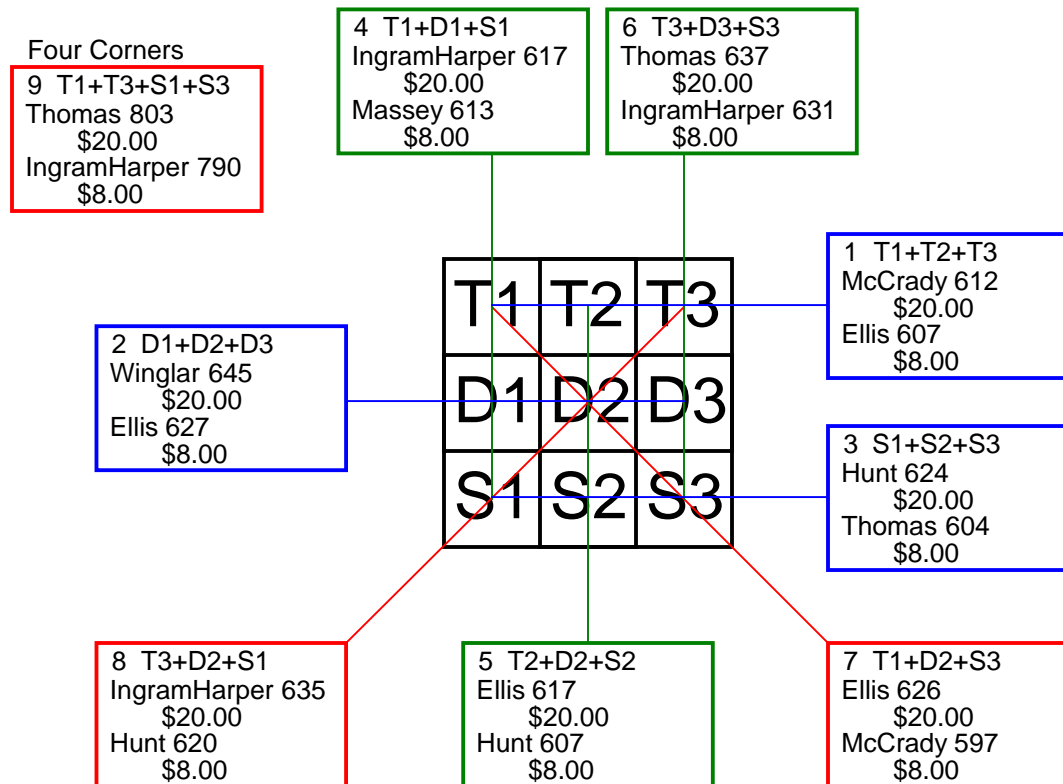 4 T1+D1+S1
IngramHarper 617
$20.00
Massey 613
$8.00
6 T3+D3+S3
Thomas 637
$20.00
IngramHarper 631
$8.00
Four Corners
9 T1+T3+S1+S3
Thomas 803
$20.00
IngramHarper 790
$8.00
1 T1+T2+T3
McCrady 612
$20.00
Ellis 607
$8.00
T1 T2 T3
2 D1+D2+D3
Winglar 645
$20.00
Ellis 627
$8.00
D1 D2 D3
3 S1+S2+S3
Hunt 624
$20.00
Thomas 604
$8.00
S1 S2 S3
8 T3+D2+S1
IngramHarper 635
$20.00
Hunt 620
$8.00
5 T2+D2+S2
Ellis 617
$20.00
Hunt 607
$8.00
7 T1+D2+S3
Ellis 626
$20.00
McCrady 597
$8.00